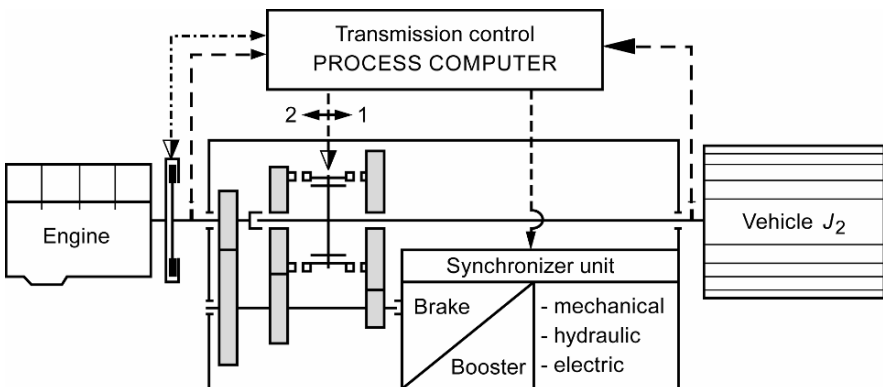 Transmission control
PROCESS COMPUTER
2 1
Engine
Vehicle J2
Synchronizer unit
Brake
Booster
- mechanical
- hydraulic
- electric